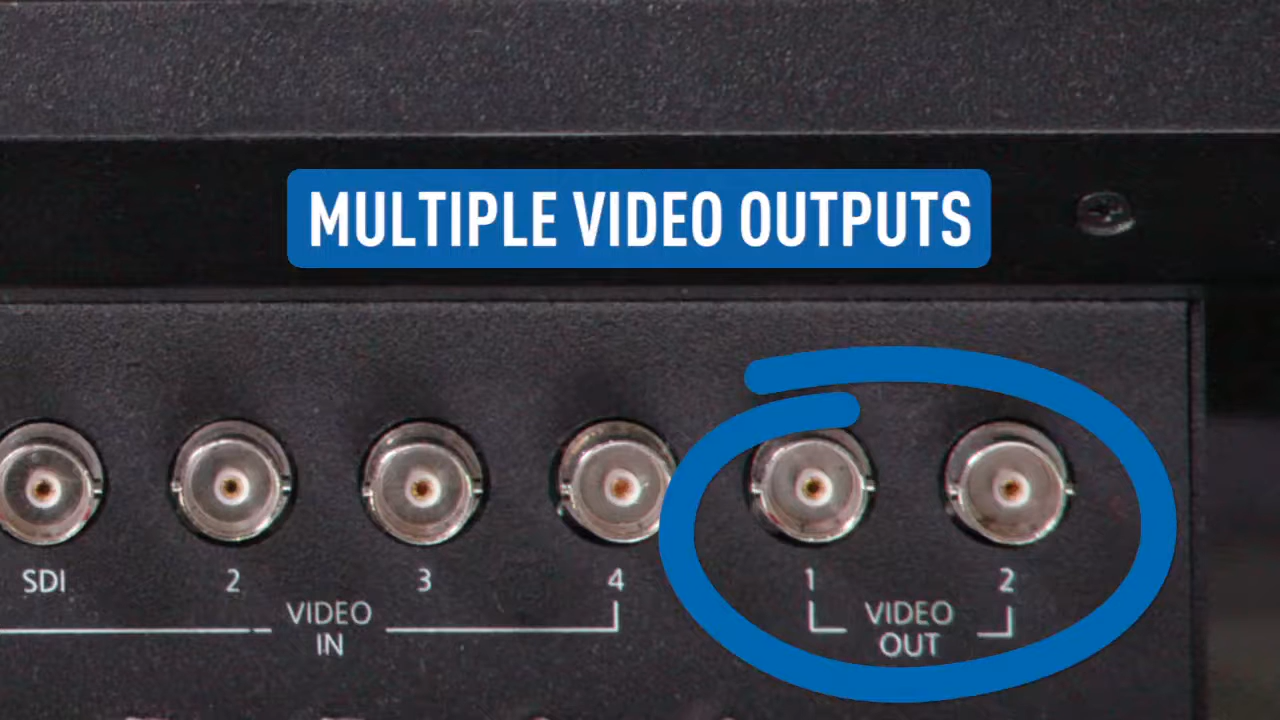 MULTIPLE VIDEO OUTPUTS
SDI 2 3 4 1 2
VIDEO
IN
VIDEO
OUT